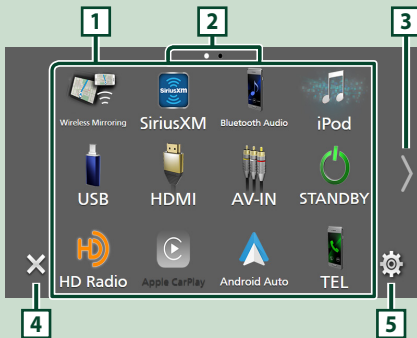 1 2 3
SiriusXM
Wireless Mirroring SiriusXM Bluetooth Audio iPod
USB HDMI AV-IN STANDBY
HD
HD Radio Apple CarPlay Android Auto TEL
4 5